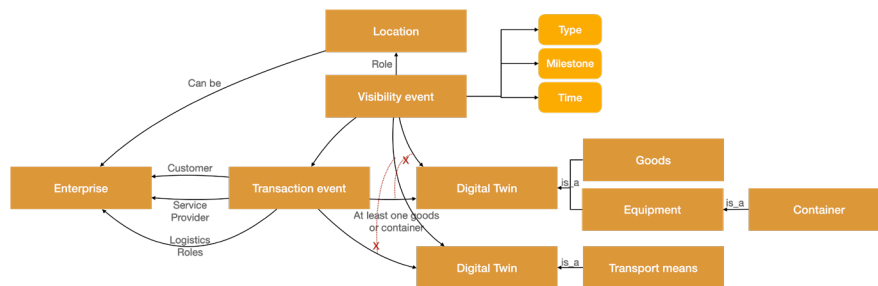 Location
Type
Role
Milestone
Can be
Visibility event
Time
Goods
Customer
Enterprise
Transaction event
Digital Twin
is_a
Service
Provider
At least one goods
or container
Equipment
is_a
Container
Logistics
Roles
X
X
Digital Twin
is_a
Transport means